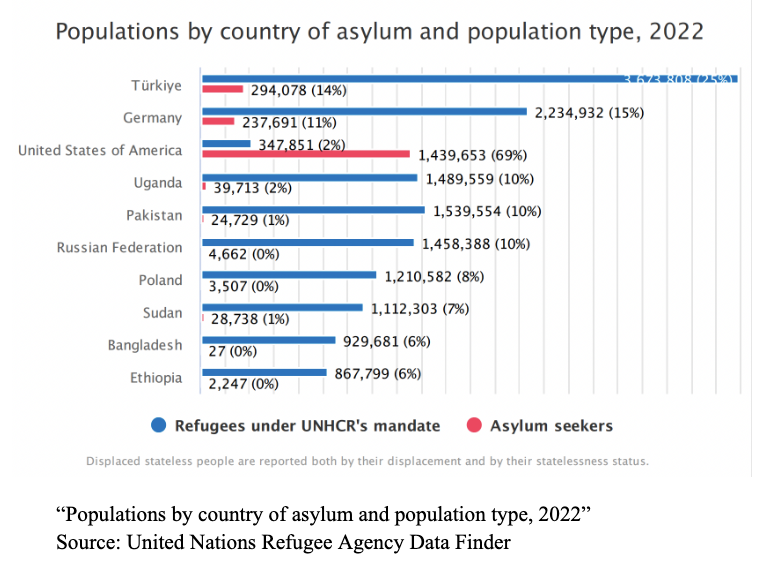 Populations by country of asylum and population type, 2022
Türkiye
3,673,808 (25%)
294,078 (14%)
Germany
2,234,932 (15%)
237,691 (11%)
United States of America
347,851 (2%)
1,439,653 (69%)
Uganda
1,489,559 (10%)
39,713 (2%)
Pakistan
1,539,554 (10%)
24,729 (1%)
Russian Federation
1,458,388 (10%)
4,662 (0%)
Poland
1,210,582 (8%)
3,507 (0%)
Sudan
1,112,303 (7%)
28,738 (1%)
Bangladesh
929,681 (6%)
27 (0%)
Ethiopia
867,799 (6%)
2,247 (0%)
Refugees under UNHCR's mandate Asylum seekers
Displaced stateless people are reported both by their displacement and by their statelessness status.
“Populations by country of asylum and population type, 2022”
Source: United Nations Refugee Agency Data Finder